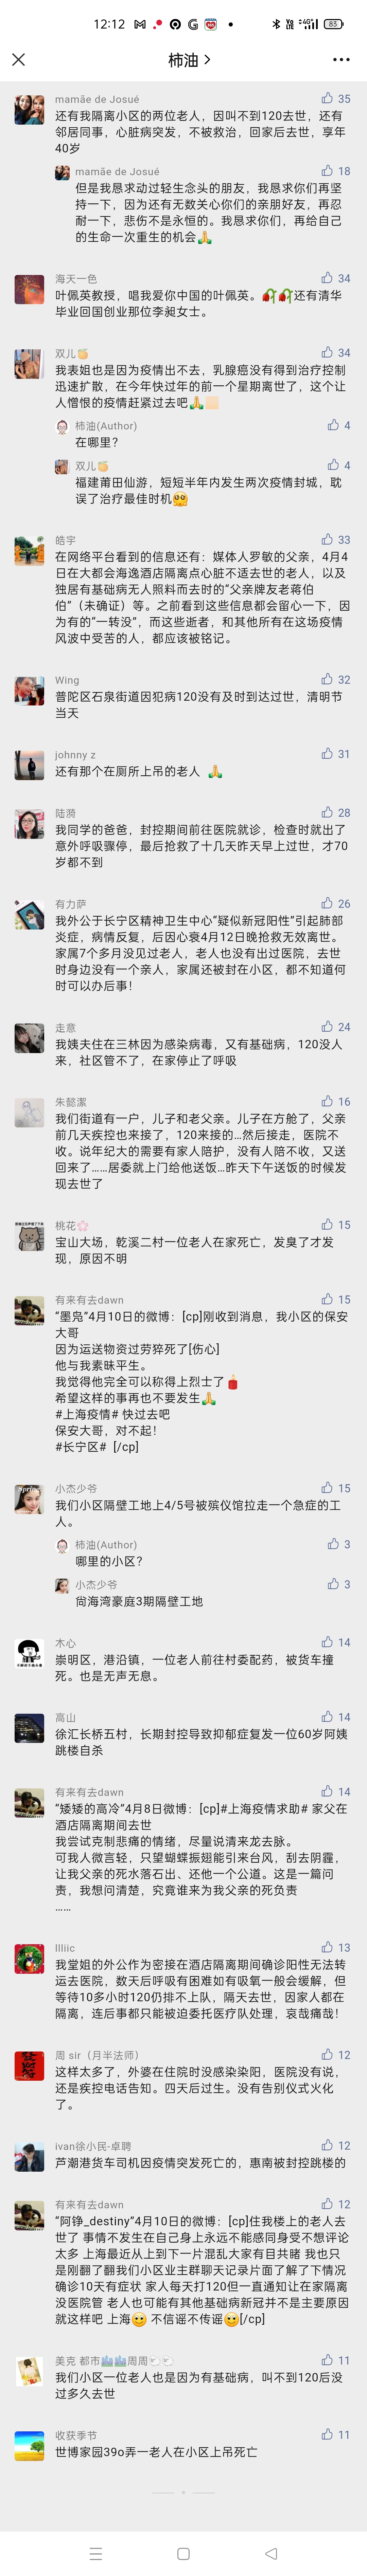 12:12
83
柿油
mamãe de Josué 35
还有我隔离小区的两位老人，因叫不到120去世，还有
邻居同事，心脏病突发，不被救治，回家后去世，享年
40岁
mamãe de Josué 18
但是我恳求动过轻生念头的朋友，我恳求你们再坚
持一下，因为还有无数关心你们的亲朋好友，再忍
耐一下，悲伤不是永恒的。我恳求你们，再给自己
的生命一次重生的机会🙏
海天一色 34
叶佩英教授，唱我爱你中国的叶佩英。还有清华
毕业回国创业那位李昶女士。
双儿🍑 34
我表姐也是因为疫情出不去，乳腺癌没有得到治疗控制
迅速扩散，在今年快过年的前一个星期离世了，这个让
人憎恨的疫情赶紧过去吧🙏
柿油(Author) 4
在哪里？
双儿🍑 4
福建莆田仙游，短短半年内发生两次疫情封城，耽
误了治疗最佳时机🥺
皓宇 33
在网络平台看到的信息还有：媒体人罗敏的父亲，4月4
日在大都会海逸酒店隔离点心脏不适去世的老人，以及
独居有基础病无人照料而去时的“父亲牌友老蒋伯
伯”（未确证）等。之前看到这些信息都会留心一下，因
为有的“一转没”，而这些逝者，和其他所有在这场疫情
风波中受苦的人，都应该被铭记。
Wing 32
普陀区石泉街道因犯病120没有及时到达过世，清明节
当天
johnny z 31
还有那个在厕所上吊的老人 🙏
陆漪 28
我同学的爸爸，封控期间前往医院就诊，检查时就出了
意外呼吸骤停，最后抢救了十几天昨天早上过世，才70
岁都不到
有力萨 26
我外公于长宁区精神卫生中心“疑似新冠阳性”引起肺部
炎症，病情反复，后因心衰4月12日晚抢救无效离世。
家属7个多月没见过老人，老人也没有出过医院，去世
时身边没有一个亲人，家属还被封在小区，都不知道何
时可以办后事！
走意 24
我姨夫住在三林因为感染病毒，又有基础病，120没人
来，社区管不了，在家停止了呼吸
朱懿潔 16
我们街道有一户，儿子和老父亲。儿子在方舱了，父亲
前几天疾控也来接了，120来接的…然后接走，医院不
收。说年纪大的需要有家人陪护，没有人陪不收，又送
回来了……居委就上门给他送饭…昨天下午送饭的时候发
现去世了
桃花🌸 15
宝山大场，乾溪二村一位老人在家死亡，发臭了才发
现，原因不明
有来有去dawn 15
“墨凫”4月10日的微博：[cp]刚收到消息，我小区的保安
大哥
因为运送物资过劳猝死了[伤心]
他与我素昧平生。
我觉得他完全可以称得上烈士了
希望这样的事再也不要发生🙏
#上海疫情# 快过去吧
保安大哥，对不起！
#长宁区# [/cp]
小杰少爷 15
我们小区隔壁工地上4/5号被殡仪馆拉走一个急症的工
人。
柿油(Author) 3
哪里的小区？
小杰少爷 3
尚海湾豪庭3期隔壁工地
木心 14
崇明区，港沿镇，一位老人前往村委配药，被货车撞
死。也是无声无息。
高山 14
徐汇长桥五村，长期封控导致抑郁症复发一位60岁阿姨
跳楼自杀
有来有去dawn 14
“矮矮的高冷”4月8日微博：[cp]#上海疫情求助# 家父在
酒店隔离期间去世
我尝试克制悲痛的情绪，尽量说清来龙去脉。
可我人微言轻，只望蝴蝶振翅能引来台风，刮去阴霾，
让我父亲的死水落石出、还他一个公道。这是一篇问
责，我想问清楚，究竟谁来为我父亲的死负责
……
llliic 13
我堂姐的外公作为密接在酒店隔离期间确诊阳性无法转
运去医院，数天后呼吸有困难如有吸氧一般会缓解，但
等待10多小时120仍排不上队，隔天去世，因家人都在
隔离，连后事都只能被迫委托医疗队处理，哀哉痛哉！
周 sir（月半法师） 12
这样太多了，外婆在住院时没感染染阳，医院没有说，
还是疾控电话告知。四天后过生。没有告别仪式火化
了。
ivan徐小民-卓聘 12
芦潮港货车司机因疫情突发死亡的，惠南被封控跳楼的
有来有去dawn 12
“阿铮_destiny”4月10日的微博：[cp]住我楼上的老人去
世了 事情不发生在自己身上永远不能感同身受不想评论
太多 上海最近从上到下一片混乱大家有目共睹 我也只
是刚翻了翻我们小区业主群聊天记录片面了解了下情况
确诊10天有症状 家人每天打120但一直通知让在家隔离
没医院管 老人也可能有其他基础病新冠并不是主要原因
就这样吧 上海🙂 不信谣不传谣🙂[/cp]
美克 都市周周 11
我们小区一位老人也是因为有基础病，叫不到120后没
过多久去世
收获季节 11
世博家园39o弄一老人在小区上吊死亡